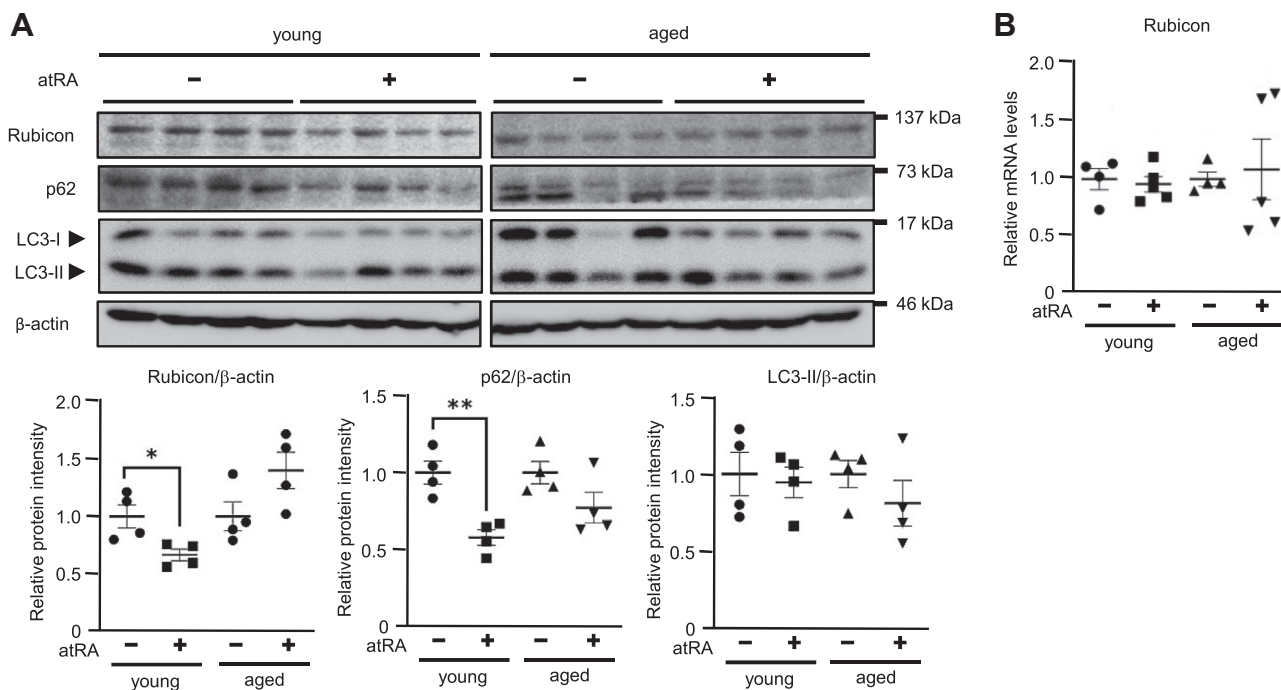 A
young
aged
atRA
− + − +
Rubicon
137 kDa
p62
73 kDa
LC3-I
17 kDa
LC3-II
β-actin
46 kDa
B
Rubicon
Relative mRNA levels
2.0
1.5
1.0
0.5
0
atRA − + − +
young aged
Rubicon/β-actin
Relative protein intensity
2.0
1.5
1.0
0.5
0
*
atRA − + − +
young aged
p62/β-actin
Relative protein intensity
1.5
1.0
0.5
0
**
atRA − + − +
young aged
LC3-II/β-actin
Relative protein intensity
1.5
1.0
0.5
0
atRA − + − +
young aged